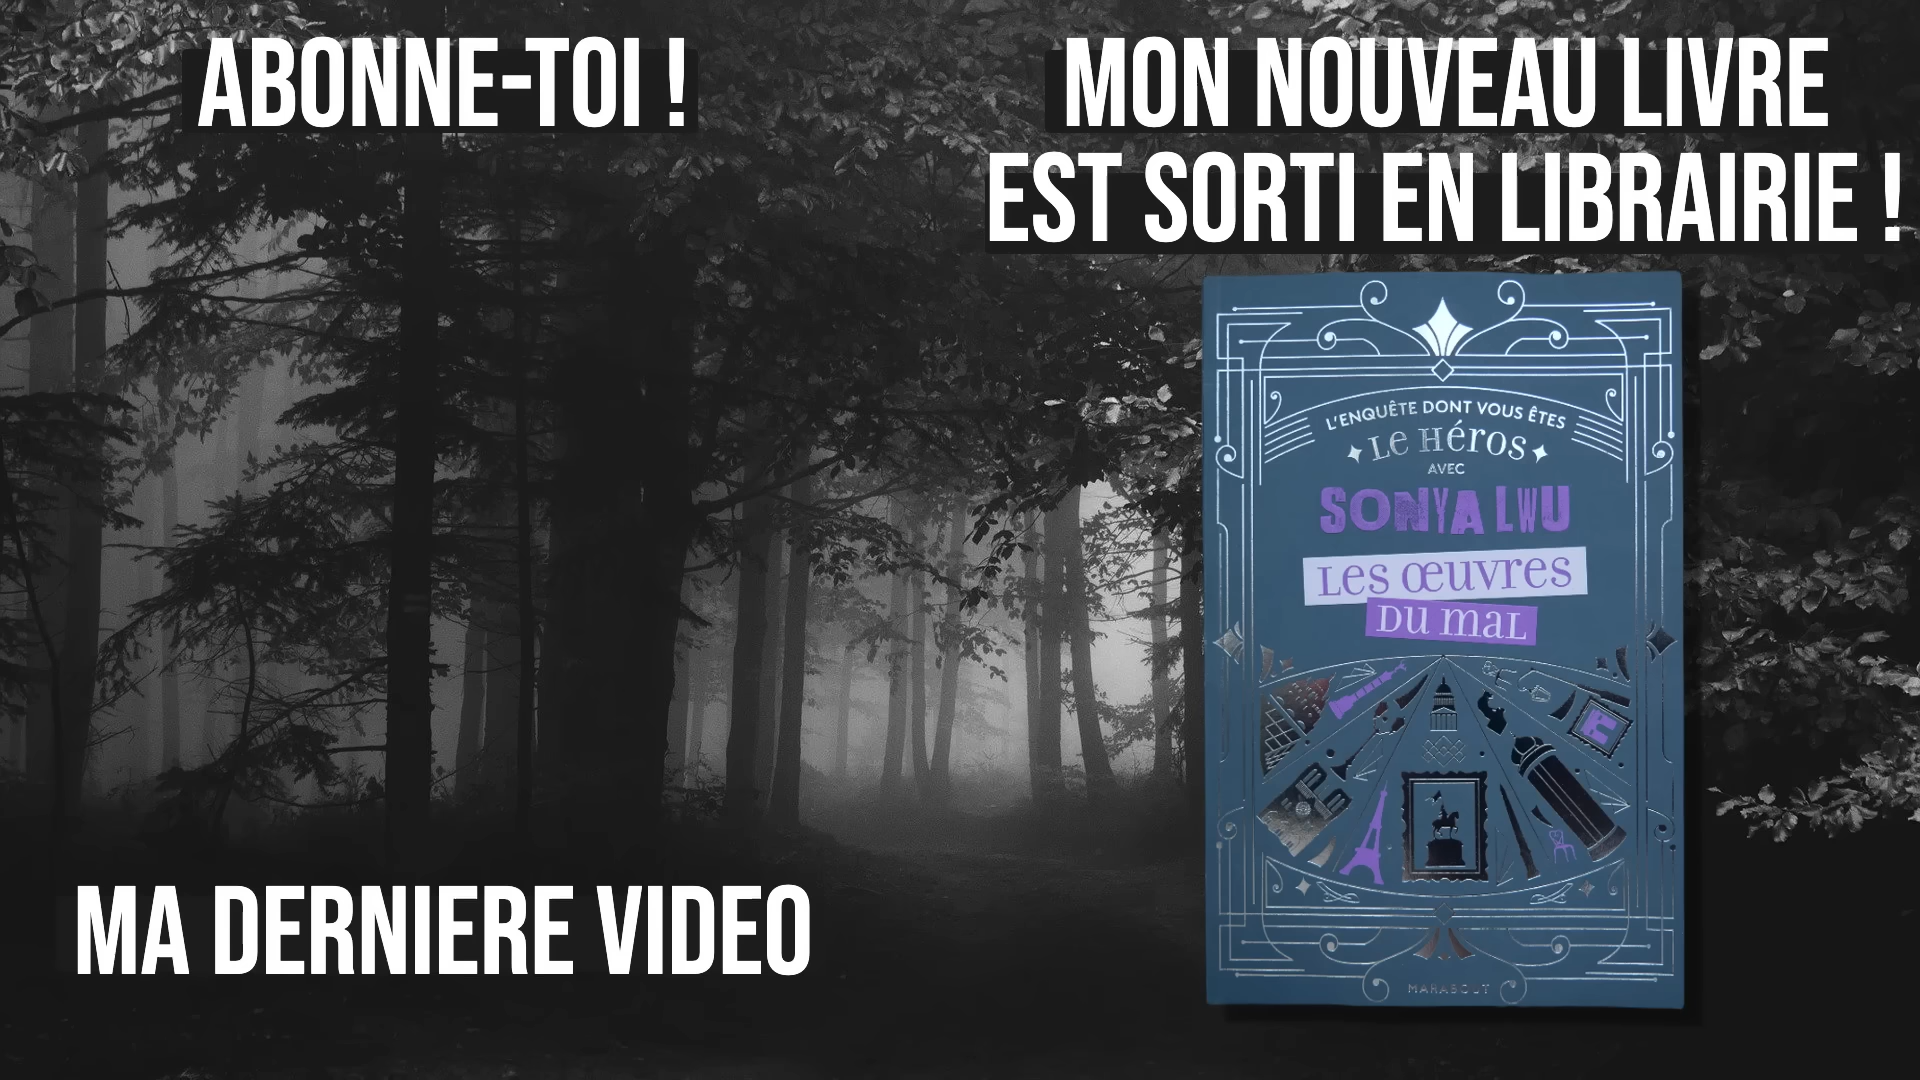 ABONNE-TOI !
MON NOUVEAU LIVRE
EST SORTI EN LIBRAIRIE !
L'ENQUÊTE DONT VOUS ÊTES
Le Héros
AVEC
SONYA LWU
Les œuvres
Du mal
MARABOUT
MA DERNIERE VIDEO